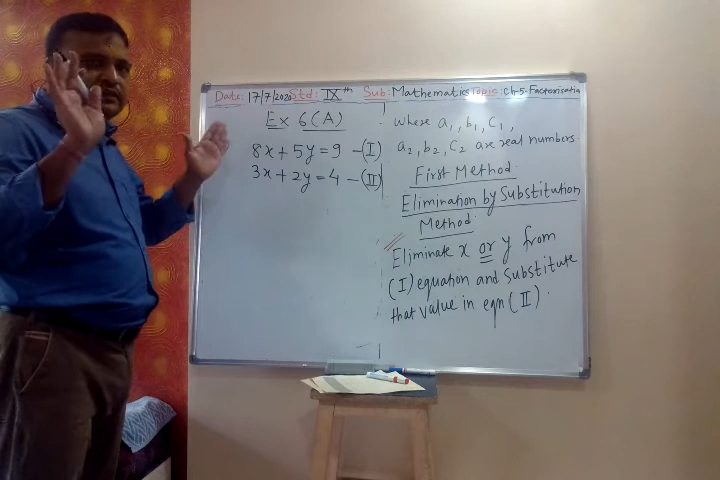 Date: 17/7/2020 Std: IXth Sub: Mathematics Topic: Ch-5-Factorisation
Ex 6(A)
8x + 5y = 9 –(I)
3x + 2y = 4 –(II)
where a1, b1, C1,
a2, b2, C2 are real numbers
First Method
Elimination by Substitution
Method
Eliminate x or y from
(I) equation and Substitute
that value in eqn (II).